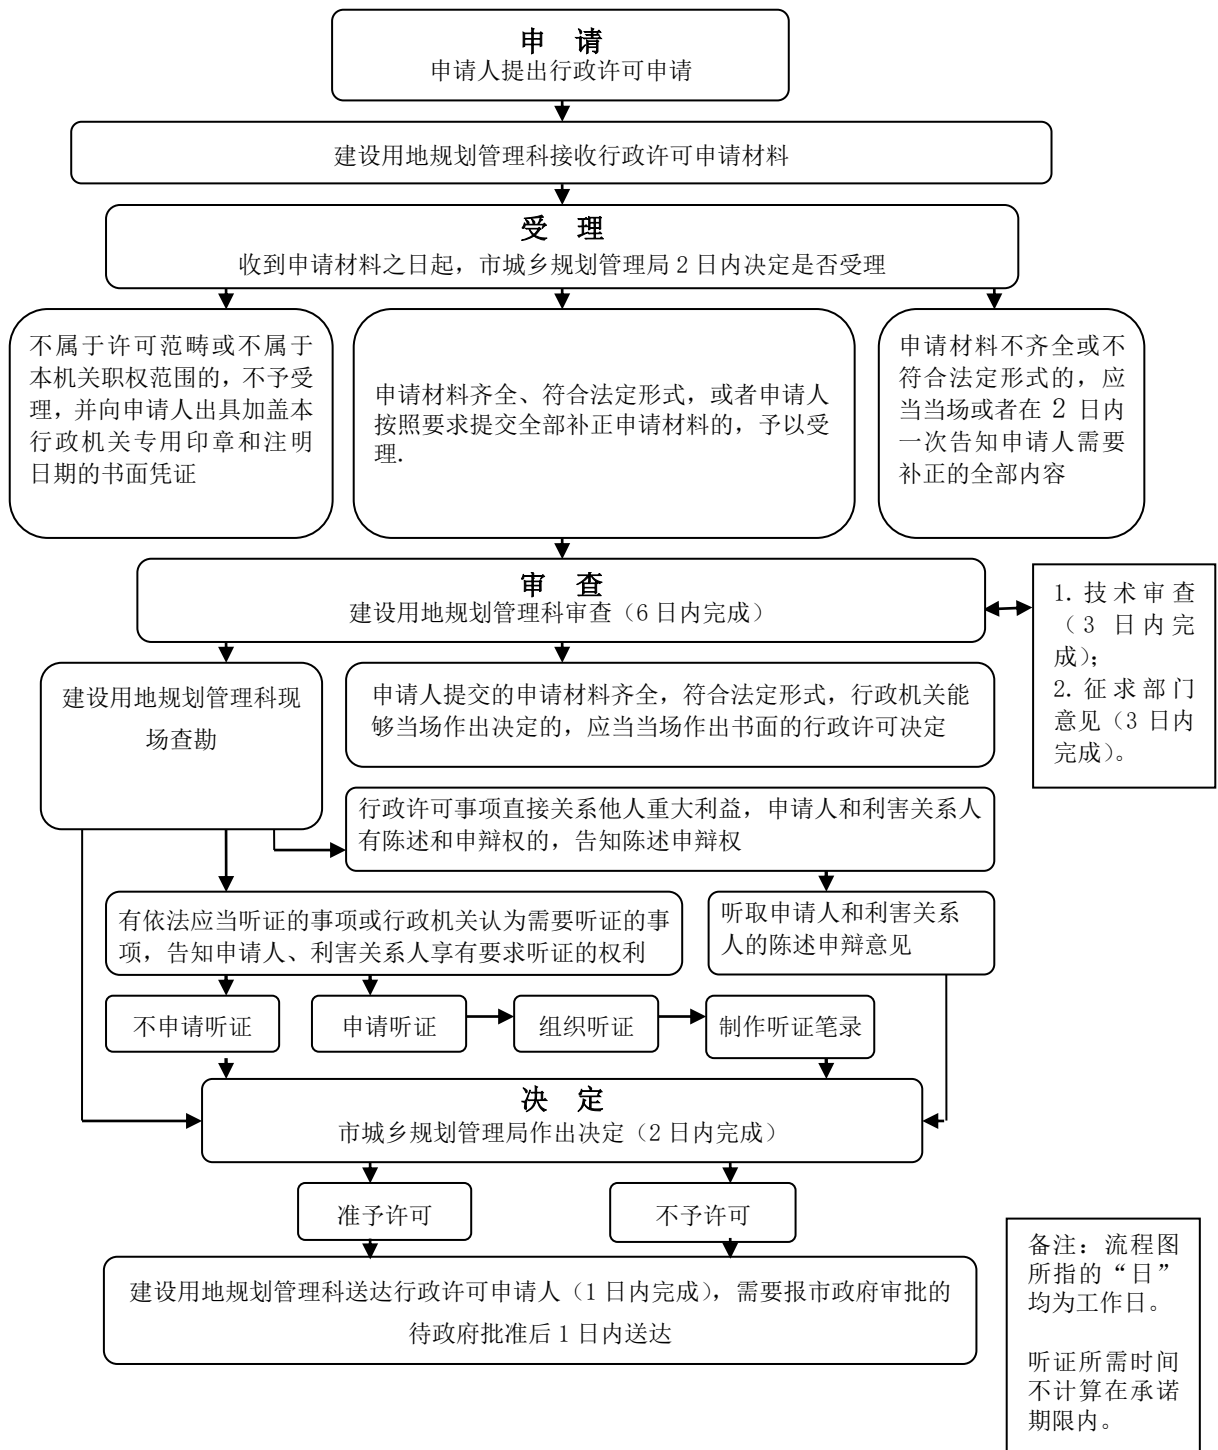 申 请
申请人提出行政许可申请
建设用地规划管理科接收行政许可申请材料
受 理
收到申请材料之日起，市城乡规划管理局 2 日内决定是否受理
不属于许可范畴或不属于
本机关职权范围的，不予受
理，并向申请人出具加盖本
行政机关专用印章和注明
日期的书面凭证
申请材料齐全、符合法定形式，或者申请人
按照要求提交全部补正申请材料的，予以受
理.
申请材料不齐全或不
符合法定形式的，应
当当场或者在 2 日内
一次告知申请人需要
补正的全部内容
审 查
建设用地规划管理科审查（6 日内完成）
1. 技术审查
（3 日内完
成）；
2. 征求部门
意见（3 日内
完成）。
建设用地规划管理科现
场查勘
申请人提交的申请材料齐全，符合法定形式，行政机关能
够当场作出决定的，应当当场作出书面的行政许可决定
行政许可事项直接关系他人重大利益，申请人和利害关系人
有陈述和申辩权的，告知陈述申辩权
有依法应当听证的事项或行政机关认为需要听证的事
项，告知申请人、利害关系人享有要求听证的权利
听取申请人和利害关系
人的陈述申辩意见
不申请听证
申请听证
组织听证
制作听证笔录
决 定
市城乡规划管理局作出决定（2 日内完成）
准予许可
不予许可
建设用地规划管理科送达行政许可申请人（1 日内完成），需要报市政府审批的
待政府批准后 1 日内送达
备注：流程图
所指的“日”
均为工作日。
听证所需时间
不计算在承诺
期限内。